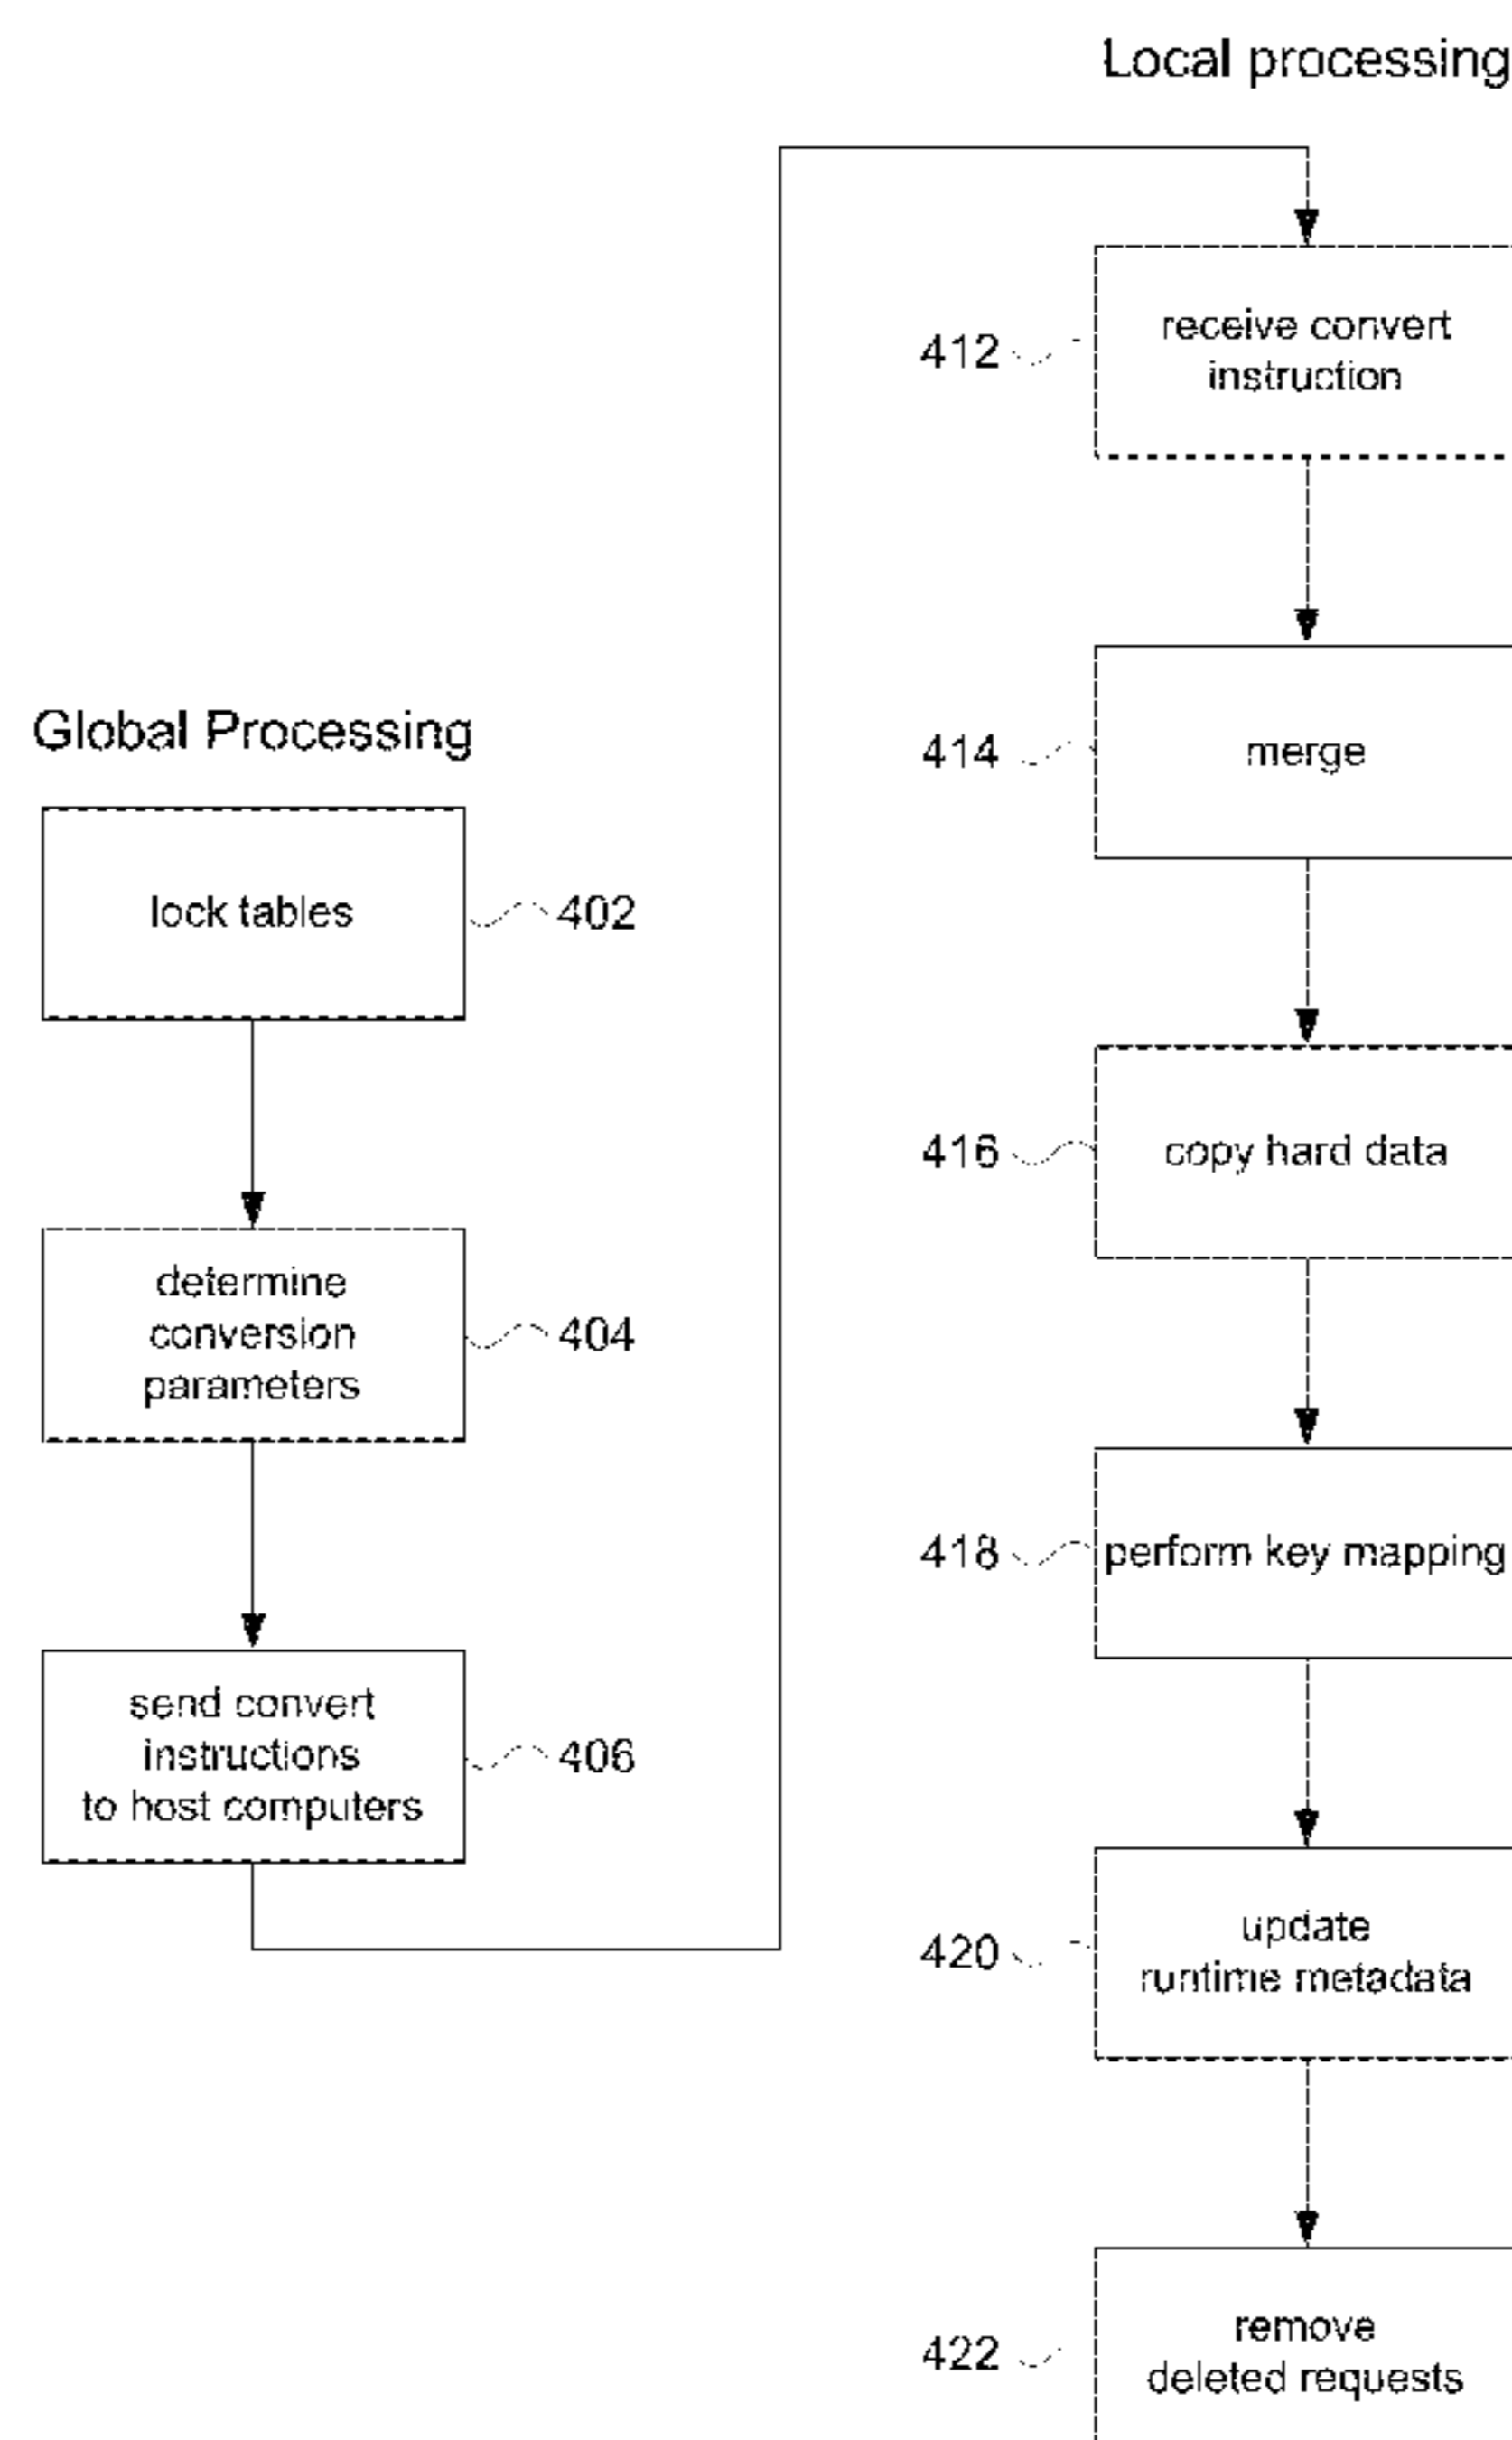 Local processing
receive convert
instruction
412
merge
414
copy hard data
416
perform key mapping
418
update
runtime metadata
420
remove
deleted requests
422
Global Processing
lock tables
402
determine
conversion
parameters
404
send convert
instructions
to host computers
406